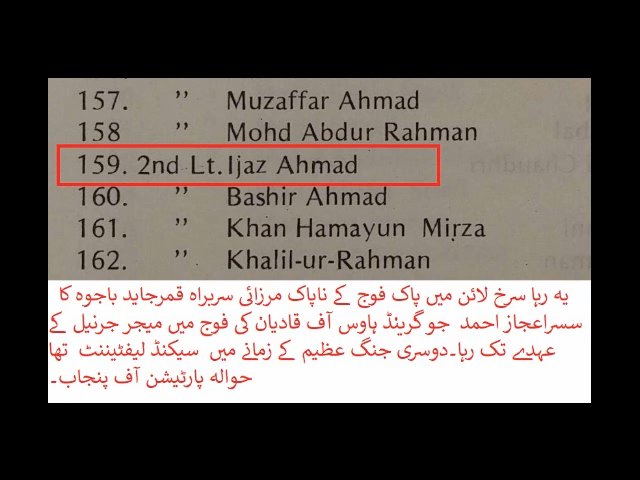 157. ” Muzaffar Ahmad
158 ” Mohd Abdur Rahman
159. 2nd Lt. Ijaz Ahmad
160. ” Bashir Ahmad
161. ” Khan Hamayun Mirza
162. ” Khalil-ur-Rahman
یہ رہا سرخ لائن میں پاک فوج کے ناپاک مرزائی سربراہ قمرجاید باجوہ کا
سسراعجاز احمد جو گرینڈ ہاوس آف قادیان کی فوج میں میجر جرنیل کے
عہدے تک رہا۔دوسری جنگ عظیم کے زمانے میں سیکنڈ لیفٹیننٹ تھا
حوالہ پارٹیشن آف پنجاب۔